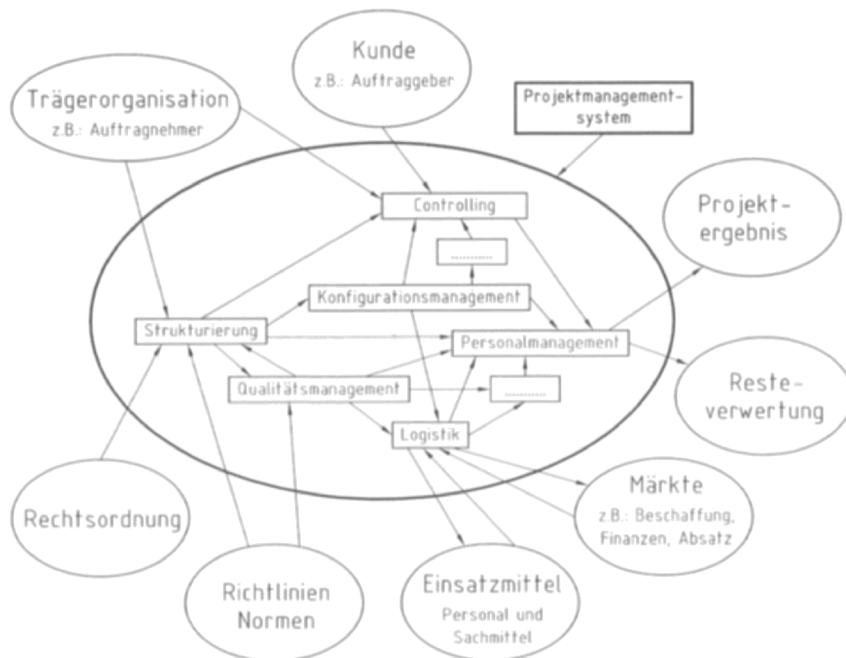 Kunde
z.B.: Auftraggeber
Trägerorganisation
z.B.: Auftragnehmer
Projektmanagement-
system
Projekt-
ergebnis
Controlling
...........
Konfigurationsmanagement
Strukturierung
Personalmanagement
Qualitätsmanagement
...........
Reste-
verwertung
Logistik
Märkte
z.B.: Beschaffung,
Finanzen, Absatz
Rechtsordnung
Richtlinien
Normen
Einsatzmittel
Personal und
Sachmittel